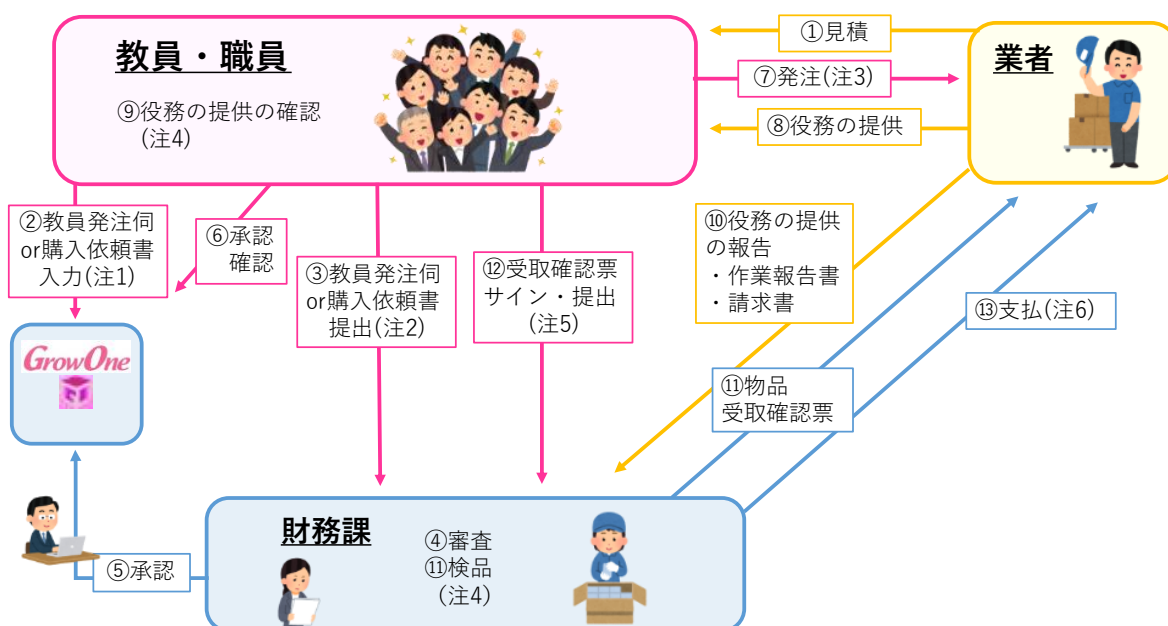 教員・職員
⑨役務の提供の確認
(注4)
①見積
⑦発注(注3)
⑧役務の提供
業者
②教員発注伺
or購入依頼書
入力(注1)
⑥承認
確認
③教員発注伺
or購入依頼書
提出(注2)
⑫受取確認票
サイン・提出
(注5)
⑩役務の提供
の報告
・作業報告書
・請求書
⑬支払(注6)
⑪物品
受取確認票
GrowOne
財務課
④審査
⑪検品
(注4)
⑤承認